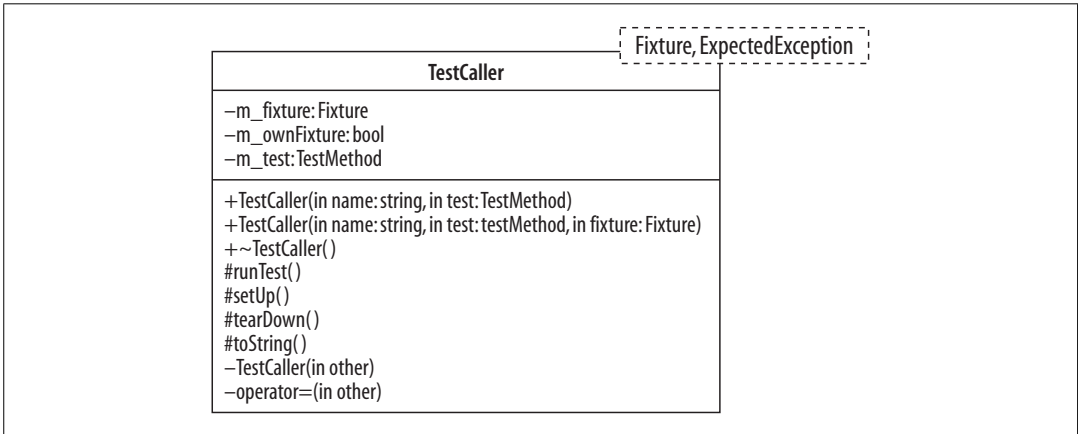 Fixture, ExpectedException
TestCaller
–m_fixture: Fixture
–m_ownFixture: bool
–m_test: TestMethod
+TestCaller(in name: string, in test: TestMethod)
+TestCaller(in name: string, in test: testMethod, in fixture: Fixture)
+~TestCaller( )
#runTest( )
#setUp( )
#tearDown( )
#toString( )
–TestCaller(in other)
–operator=(in other)